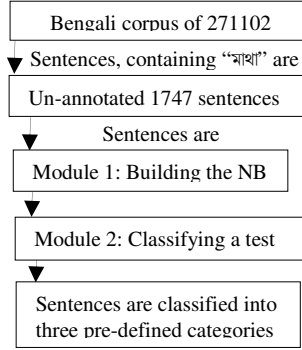 Bengali corpus of 271102
Sentences, containing “মাথা” are
Un-annotated 1747 sentences
Sentences are
Module 1: Building the NB
Module 2: Classifying a test
Sentences are classified into
three pre-defined categories